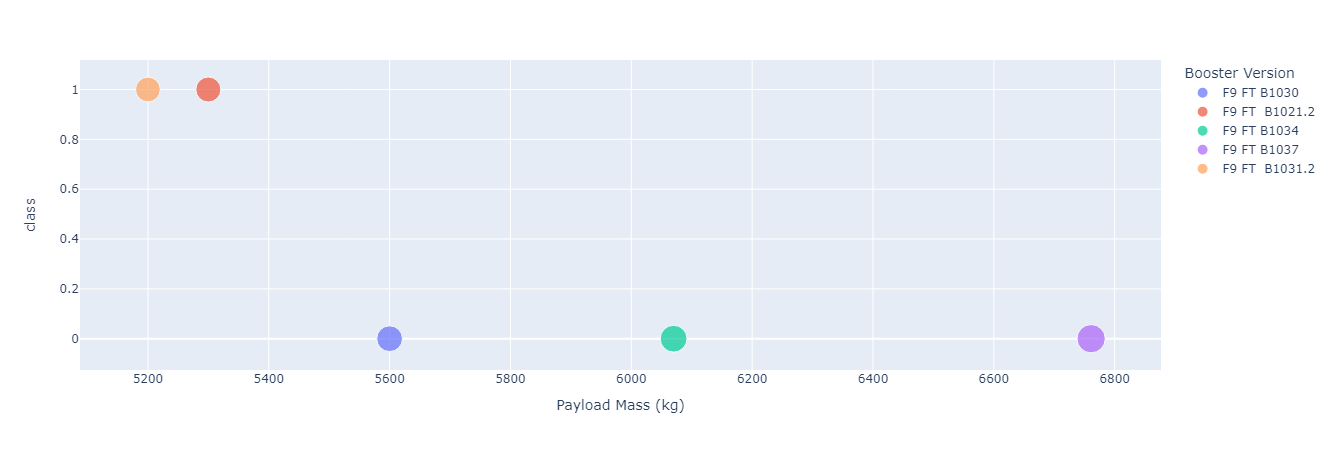 Booster Version
F9 FT B1030
F9 FT  B1021.2
F9 FT B1034
F9 FT B1037
F9 FT  B1031.2
class
1
0.8
0.6
0.4
0.2
0
5200 5400 5600 5800 6000 6200 6400 6600 6800
Payload Mass (kg)